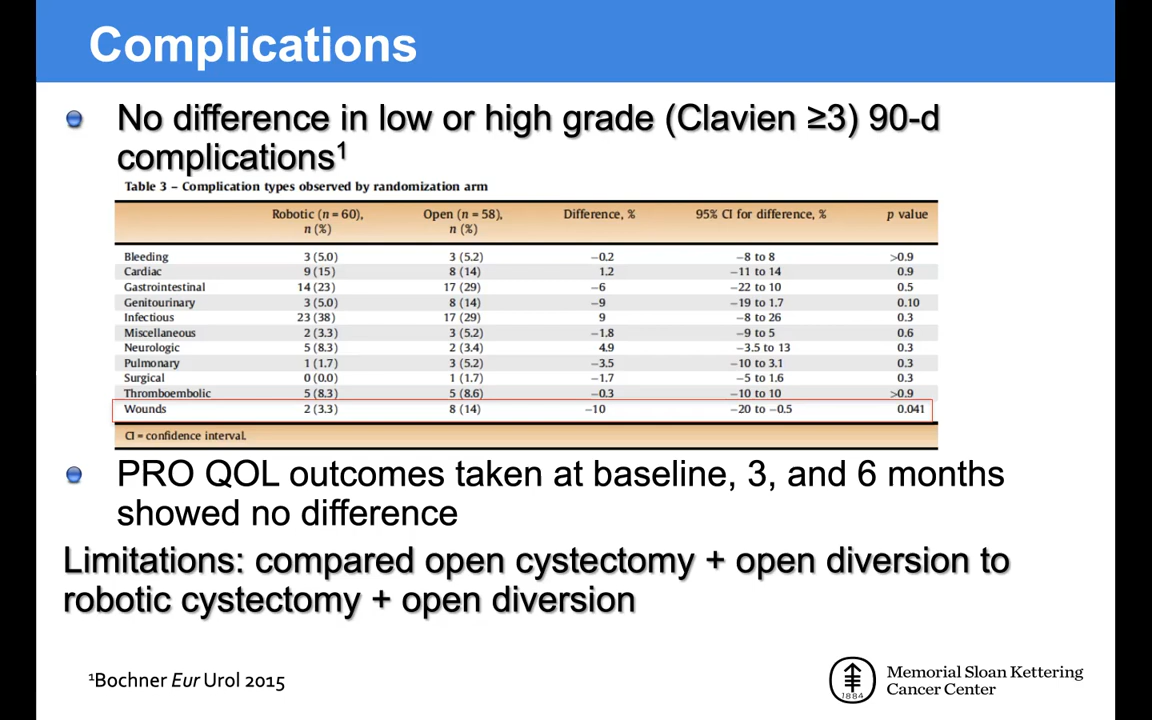 Complications
No difference in low or high grade (Clavien ≥3) 90-d
complications¹
Table 3 – Complication types observed by randomization arm
Robotic (n = 60), Open (n = 58), Difference, % 95% CI for difference, % p value
n (%) n (%)
Bleeding 3 (5.0) 3 (5.2) −0.2 −8 to 8 >0.9
Cardiac 9 (15) 8 (14) 1.2 −11 to 14 0.9
Gastrointestinal 14 (23) 17 (29) −6 −22 to 10 0.5
Genitourinary 3 (5.0) 8 (14) −9 −19 to 1.7 0.10
Infectious 23 (38) 17 (29) 9 −8 to 26 0.3
Miscellaneous 2 (3.3) 3 (5.2) −1.8 −9 to 5 0.6
Neurologic 5 (8.3) 2 (3.4) 4.9 −3.5 to 13 0.3
Pulmonary 1 (1.7) 3 (5.2) −3.5 −10 to 3.1 0.3
Surgical 0 (0.0) 1 (1.7) −1.7 −5 to 1.6 0.3
Thromboembolic 5 (8.3) 5 (8.6) −0.3 −10 to 10 >0.9
Wounds 2 (3.3) 8 (14) −10 −20 to −0.5 0.041
CI = confidence interval.
PRO QOL outcomes taken at baseline, 3, and 6 months
showed no difference
Limitations: compared open cystectomy + open diversion to
robotic cystectomy + open diversion
¹Bochner Eur Urol 2015
1884
Memorial Sloan Kettering
Cancer Center